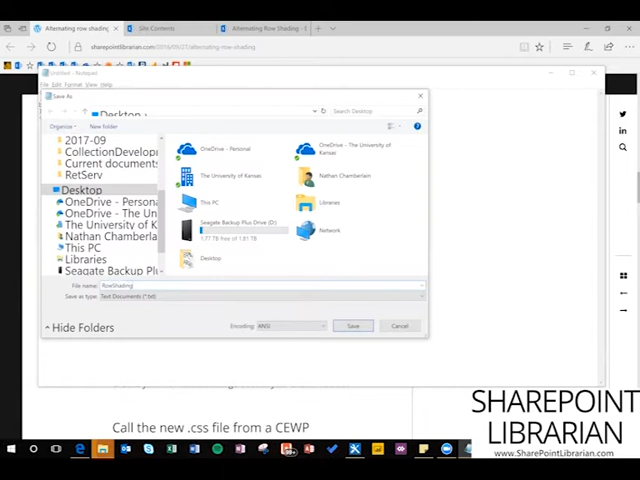 Alternating row shading
Site Contents
Alternating Row Shading - E
sharepointlibrarian.com/2016/09/27/alternating-row-shading
Untitled - Notepad
File Edit Format View Help
Save As
Desktop
Search Desktop
Organize
New folder
2017-09
CollectionDevelopm
Current documents
RetServ
Desktop
OneDrive - Persona
OneDrive - The Un
The University of K
Nathan Chamberla
This PC
Libraries
Seagate Backup Plus
OneDrive - Personal
OneDrive - The University of
Kansas
The University of Kansas
Nathan Chamberlain
This PC
Libraries
Seagate Backup Plus Drive (D:)
1.77 TB free of 1.81 TB
Network
Desktop
File name: RowShading
Save as type: Text Documents (*.txt)
Hide Folders
Encoding: ANSI
Save
Cancel
Call the new .css file from a CEWP
SHAREPOINT
LIBRARIAN
www.SharePointLibrarian.com